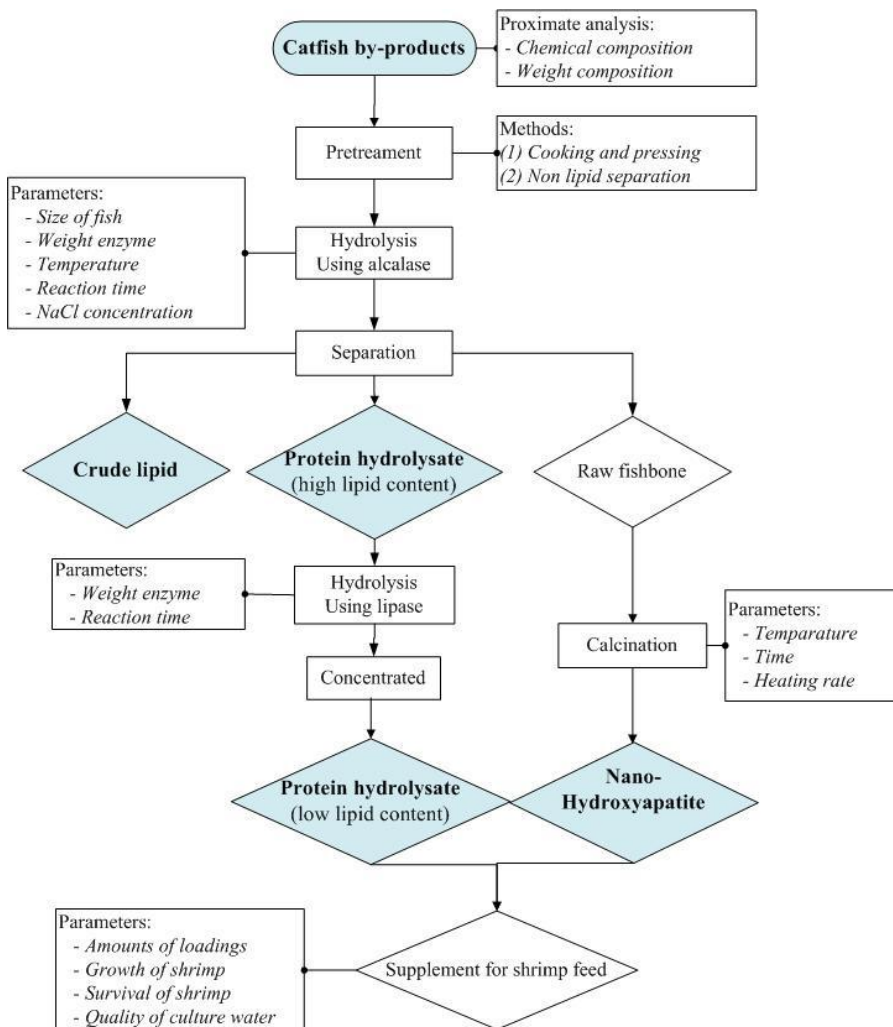 Catfish by-products
Proximate analysis:
- Chemical composition
- Weight composition
Pretreament
Methods:
(1) Cooking and pressing
(2) Non lipid separation
Parameters:
- Size of fish
- Weight enzyme
- Temperature
- Reaction time
- NaCl concentration
Hydrolysis
Using alcalase
Separation
Crude lipid
Protein hydrolysate
(high lipid content)
Raw fishbone
Parameters:
- Weight enzyme
- Reaction time
Hydrolysis
Using lipase
Calcination
Parameters:
- Temparature
- Time
- Heating rate
Concentrated
Protein hydrolysate
(low lipid content)
Nano-
Hydroxyapatite
Parameters:
- Amounts of loadings
- Growth of shrimp
- Survival of shrimp
- Quality of culture water
Supplement for shrimp feed